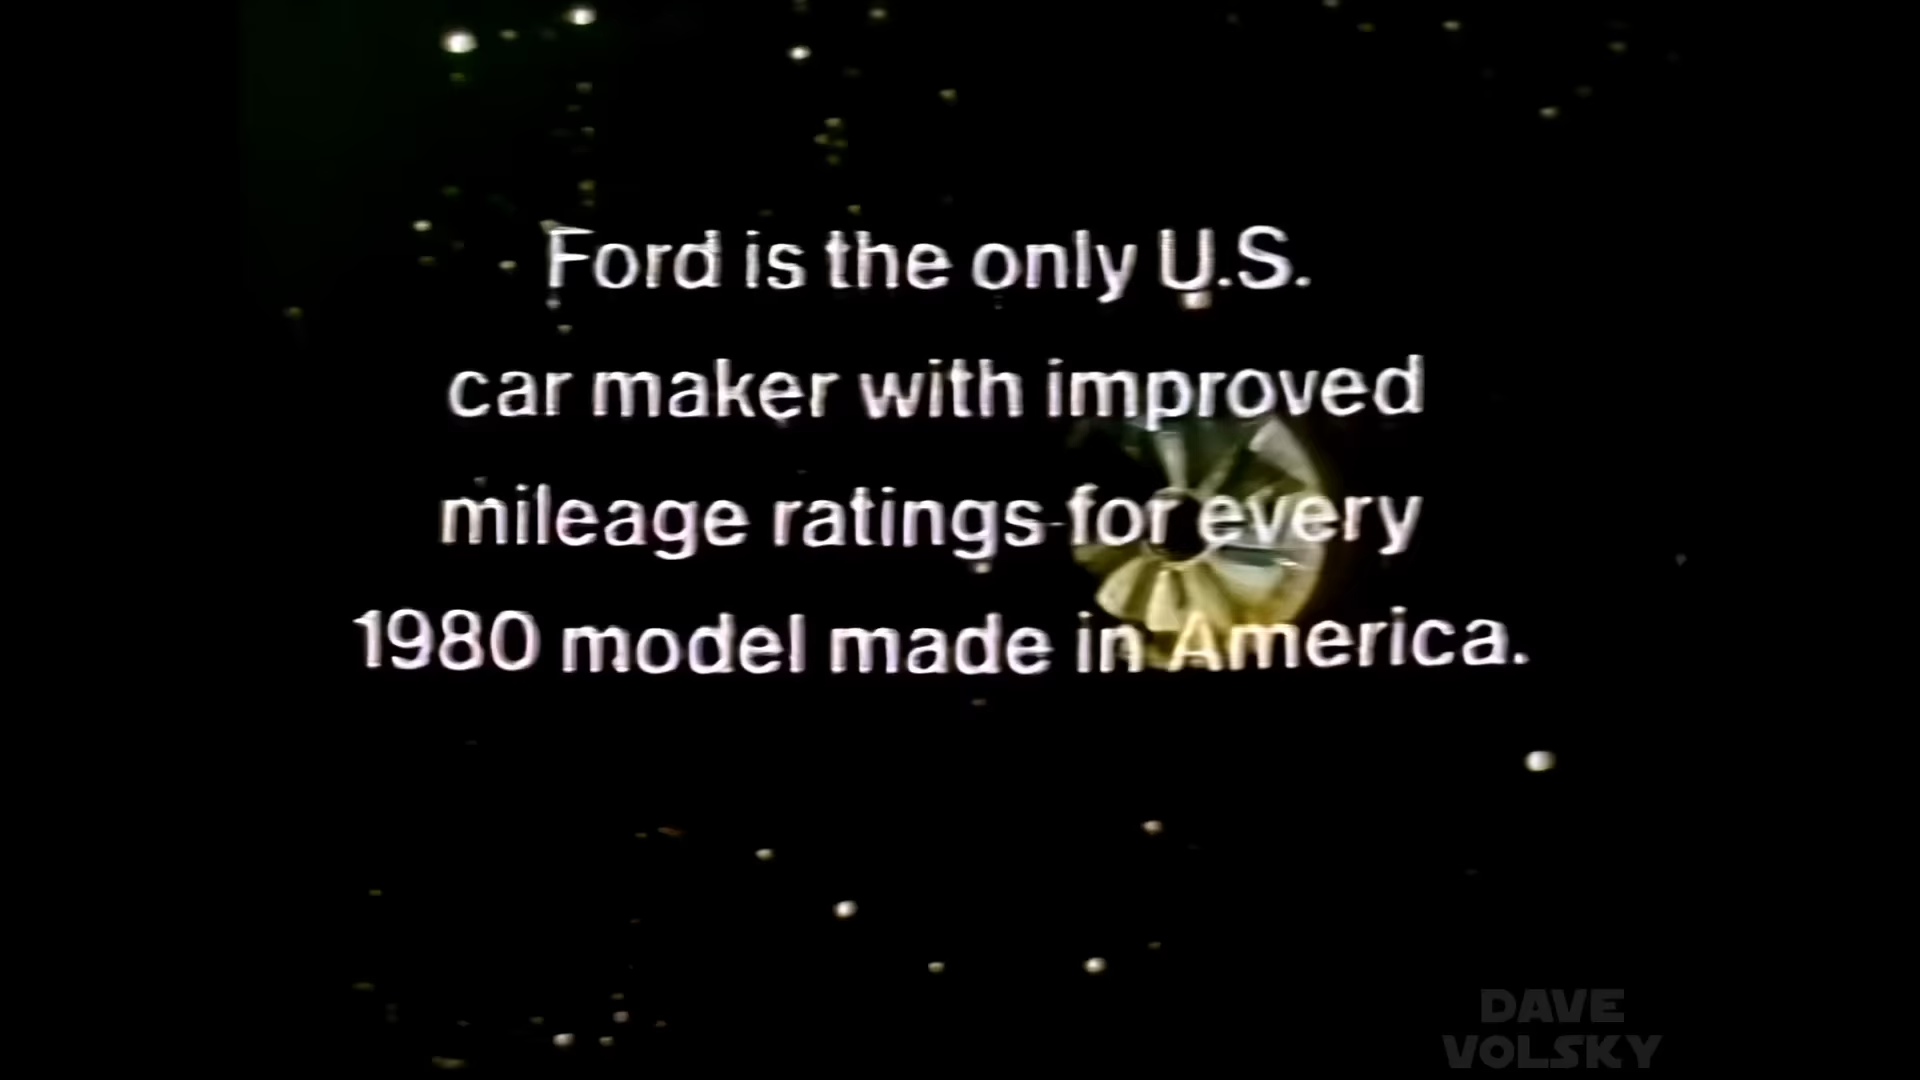 Ford is the only U.S.
car maker with improved
mileage ratings for every
1980 model made in America.
DAVE
VOLSKY